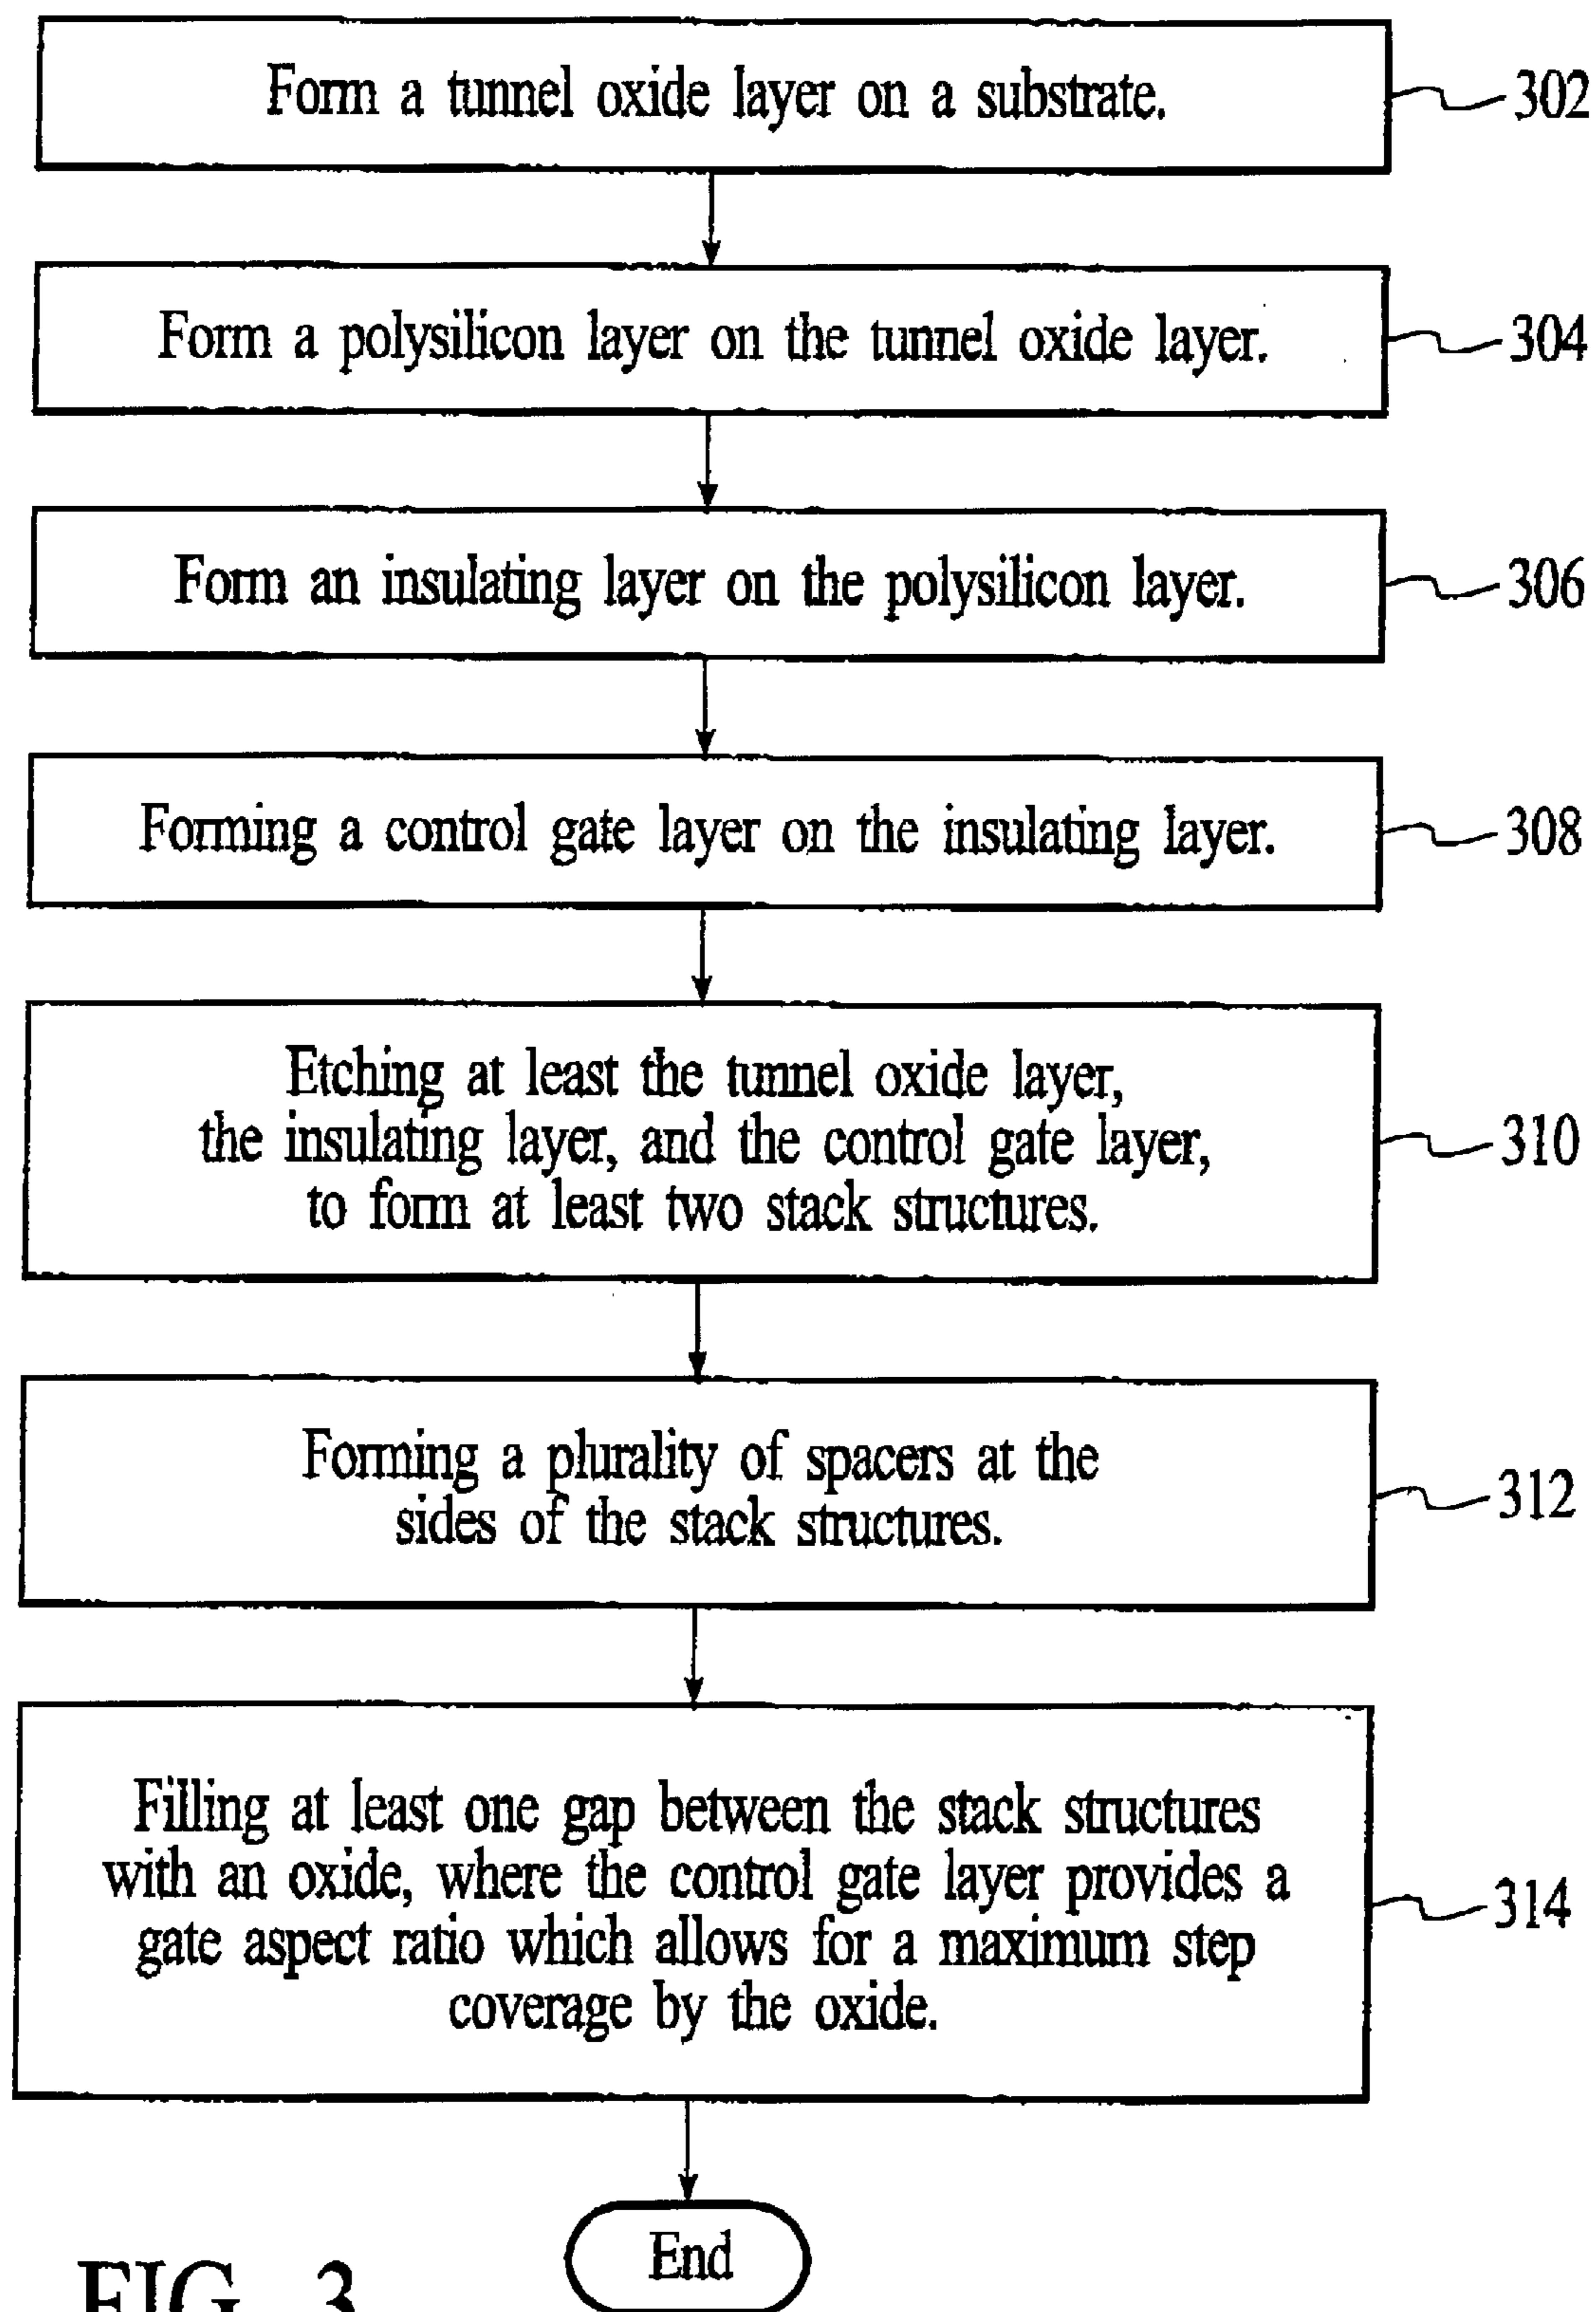 Form a tunnel oxide layer on a substrate.
302
Form a polysilicon layer on the tunnel oxide layer.
304
Form an insulating layer on the polysilicon layer.
306
Forming a control gate layer on the insulating layer.
308
Etching at least the tunnel oxide layer,
the insulating layer, and the control gate layer,
to form at least two stack structures.
310
Forming a plurality of spacers at the
sides of the stack structures.
312
Filling at least one gap between the stack structures
with an oxide, where the control gate layer provides a
gate aspect ratio which allows for a maximum step
coverage by the oxide.
314
End
FIG. 3